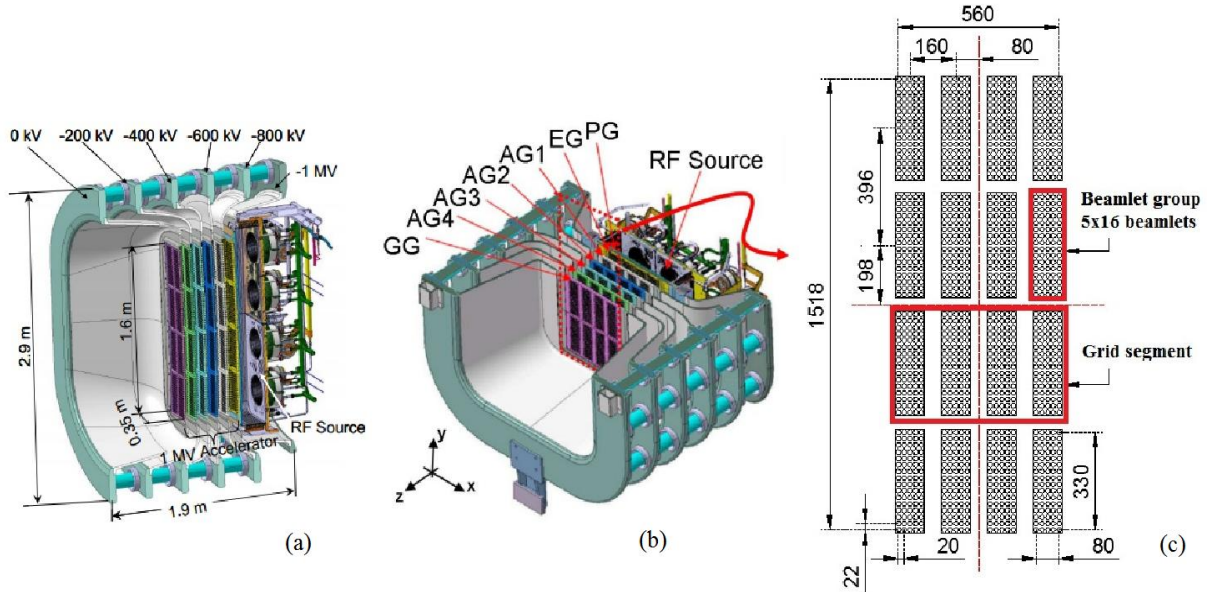 0 kV
-200 kV
-400 kV
-600 kV
-800 kV
-1 MV
2.9 m
1.6 m
0.35 m
1 MV Accelerator
RF Source
1.9 m
(a)
PG
EG
AG1
AG2
AG3
AG4
GG
RF Source
y
z
x
(b)
560
160
80
1518
396
198
Beamlet group
5x16 beamlets
Grid segment
330
22
20
80
(c)